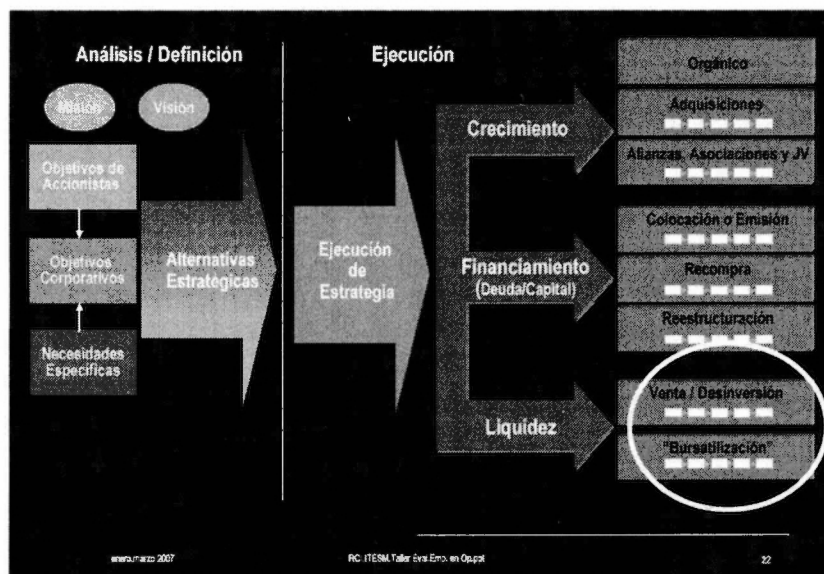 Análisis / Definición
Ejecución
Misión
Visión
Objetivos de
Accionistas
Objetivos
Corporativos
Necesidades
Específicas
Alternativas
Estratégicas
Ejecución
de
Estrategia
Crecimiento
Financiamiento
(Deuda/Capital)
Liquidez
Orgánico
Adquisiciones
Alianzas, Asociaciones y JV
Colocación o Emisión
Recompra
Reestructuración
Venta / Desinversión
"Bursatilización"
enero.marzo 2007
RC. ITESM.Taller Eval.Emp. en Op.ppt
22